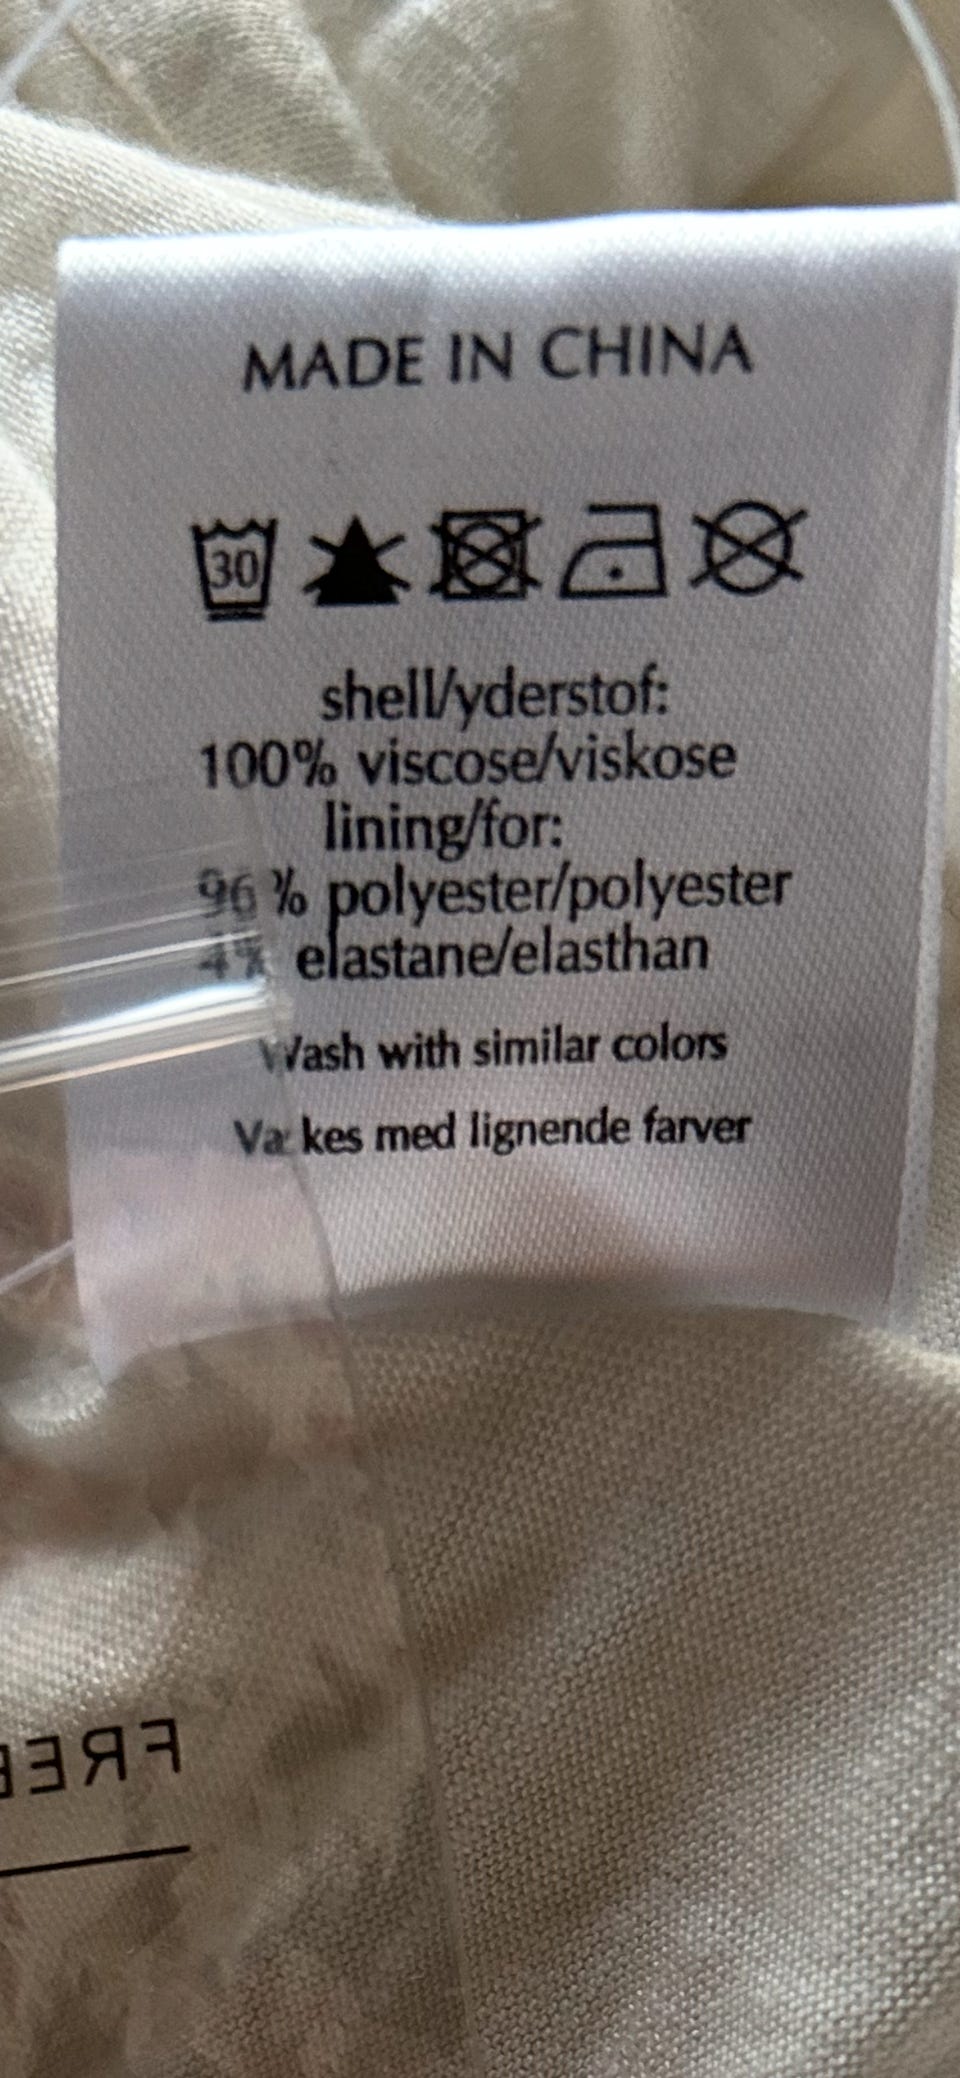 MADE IN CHINA
30
shell/yderstof:
100% viscose/viskose
lining/for:
96 % polyester/polyester
4% elastane/elasthan
Wash with similar colors
Vaskes med lignende farver